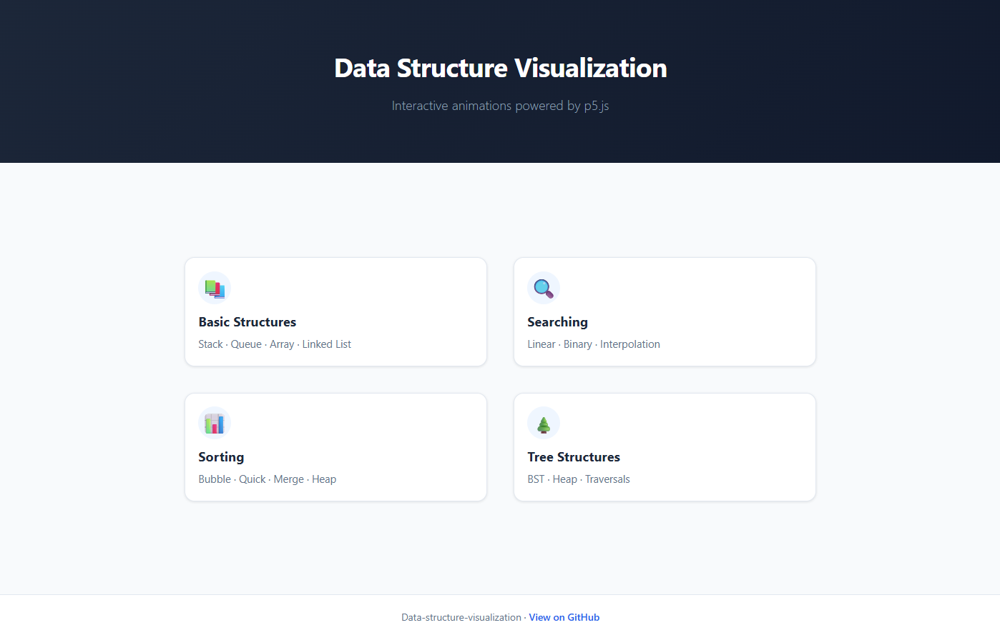 Data Structure Visualization
Interactive animations powered by p5.js
Basic Structures
Stack · Queue · Array · Linked List
Searching
Linear · Binary · Interpolation
Sorting
Bubble · Quick · Merge · Heap
Tree Structures
BST · Heap · Traversals
Data-structure-visualization · View on GitHub